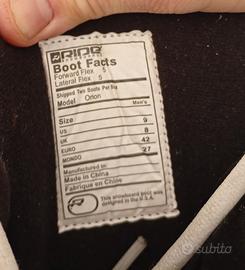 RIDE
SNOWBOARDS
Boot Facts
Forward Flex 5
Lateral Flex 5
Shipped Two Boots Per Bag
Model Orion
Men's
Size
US 9
UK 8
EURO 42
MONDO 27
Manufactured in:
Made in China
Fabriqué en Chine
This snowboard boot was
designed in the U.S.A.
subito